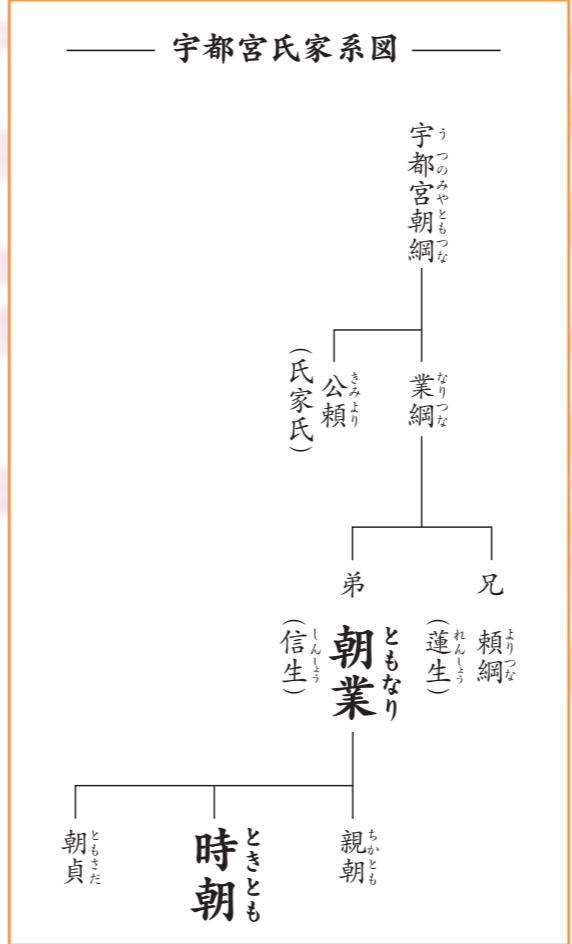 宇都宮氏家系図
宇都宮朝綱
うつのみやともつな
業綱
なりつな
公頼
きみより
（氏家氏）
兄
頼綱
よりつな
（蓮生）
れんしょう
弟
朝業
ともなり
（信生）
しんしょう
親朝
ちかとも
時朝
ときとも
朝貞
ともさだ